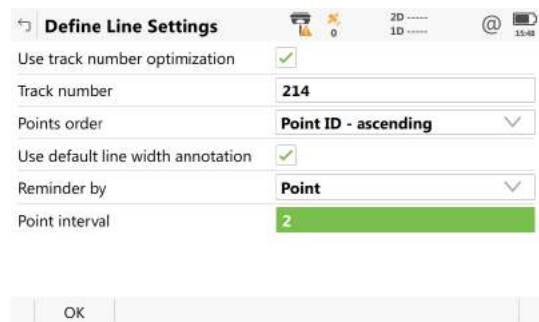 Define Line Settings
0
2D -----
1D -----
@
15:48
Use track number optimization
Track number
214
Points order
Point ID - ascending
Use default line width annotation
Reminder by
Point
Point interval
2
OK